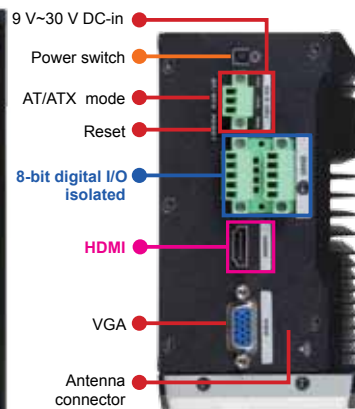 9 V~30 V DC-in
Power switch
AT/ATX mode
Reset
8-bit digital I/O
isolated
HDMI
VGA
Antenna
connector